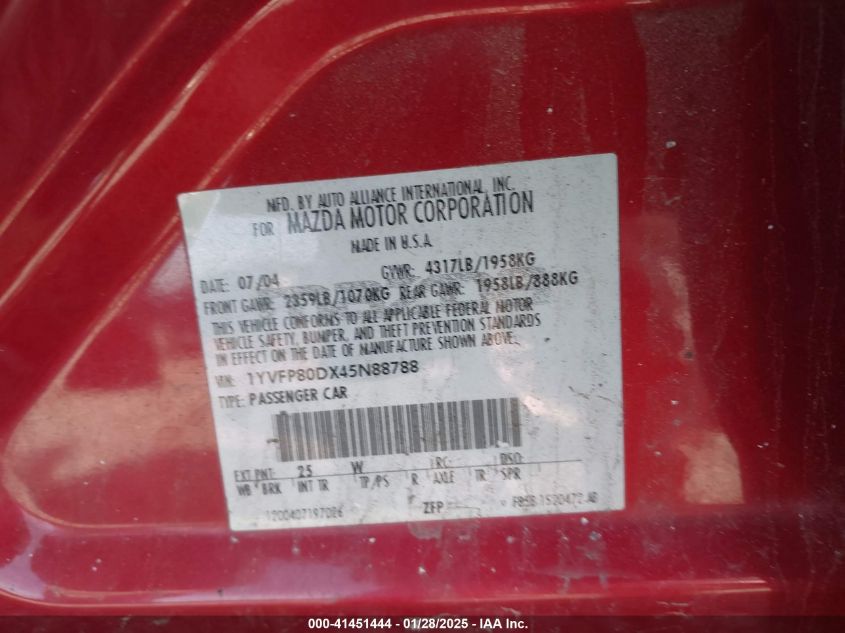 MFD. BY AUTO ALLIANCE INTERNATIONAL, INC.
FOR MAZDA MOTOR CORPORATION
MADE IN U.S.A
DATE: 07/04 GVWR: 4317LB/1958KG
FRONT GAWR: 2359LB/1070KG REAR GAWR: 1958LB/888KG
THIS VEHICLE CONFORMS TO ALL APPLICABLE FEDERAL MOTOR
VEHICLE SAFETY, BUMPER, AND THEFT PREVENTION STANDARDS
IN EFFECT ON THE DATE OF MANUFACTURE SHOWN ABOVE.
VIN: 1YVFP80DX45N88788
TYPE: PASSENGER CAR
EXT PNT: 25 W RC: DSO:
WB BRK INT TR TP/PS R AXLE TR SPR
ZFP
000-41451444 | 01/28/2025 | IAA Inc.